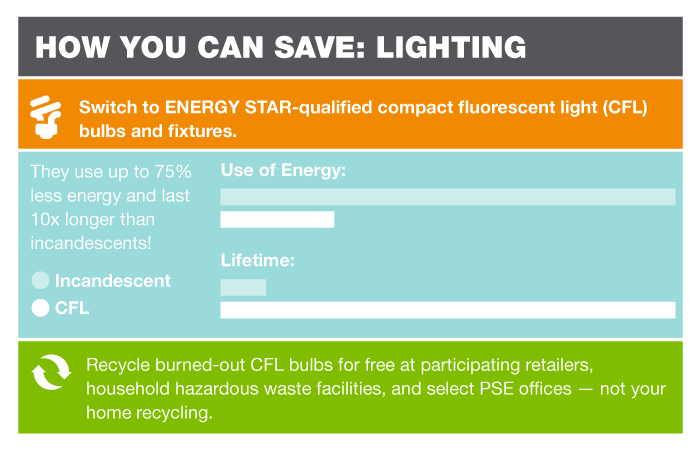 HOW YOU CAN SAVE: LIGHTING
Switch to ENERGY STAR-qualified compact fluorescent light (CFL)
bulbs and fixtures.
They use up to 75%
less energy and last
10x longer than
incandescents!
Incandescent
CFL
Use of Energy:
Lifetime:
Recycle burned-out CFL bulbs for free at participating retailers,
household hazardous waste facilities, and select PSE offices — not your
home recycling.